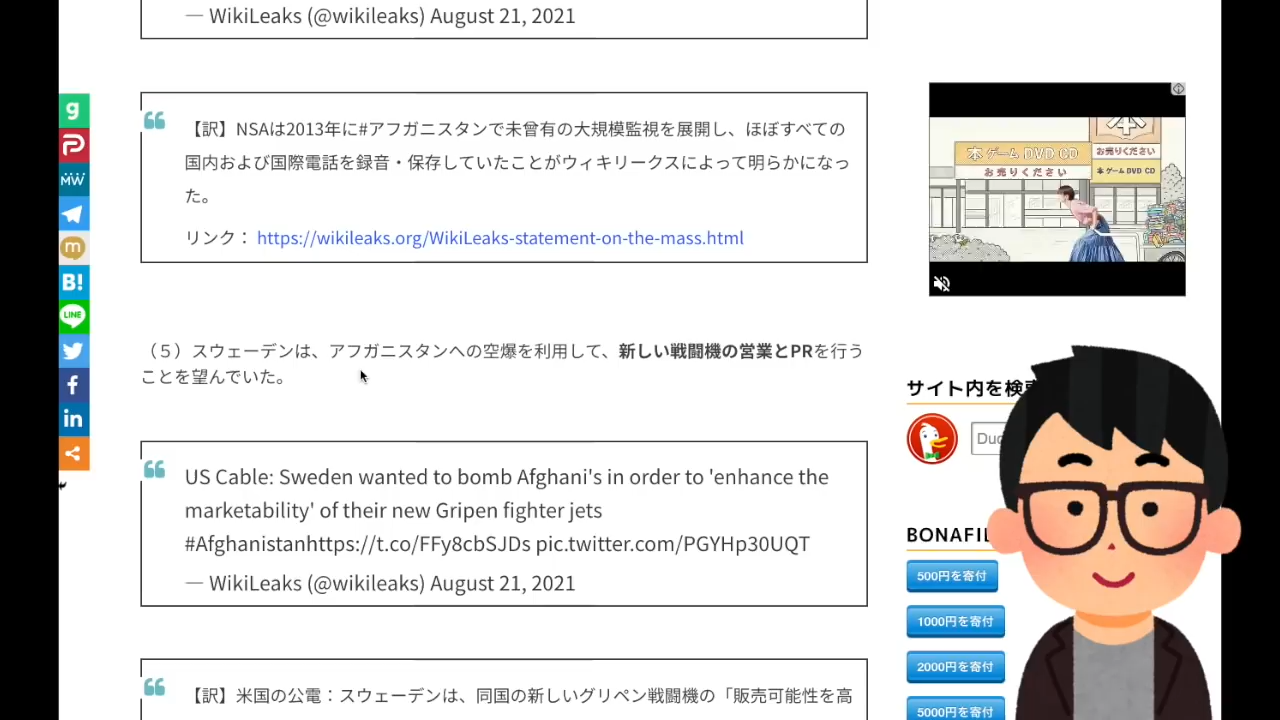 — WikiLeaks (@wikileaks) August 21, 2021
【訳】NSAは2013年に#アフガニスタンで未曾有の大規模監視を展開し、ほぼすべての
国内および国際電話を録音・保存していたことがウィキリークスによって明らかになっ
た。
リンク： https://wikileaks.org/WikiLeaks-statement-on-the-mass.html
（５）スウェーデンは、アフガニスタンへの空爆を利用して、新しい戦闘機の営業とPRを行う
ことを望んでいた。
US Cable: Sweden wanted to bomb Afghani's in order to 'enhance the
marketability' of their new Gripen fighter jets
#Afghanistanhttps://t.co/FFy8cbSJDs pic.twitter.com/PGYHp30UQT
— WikiLeaks (@wikileaks) August 21, 2021
【訳】米国の公電：スウェーデンは、同国の新しいグリペン戦闘機の「販売可能性を高
g
MW
m
B!
LINE
f
in
本
本 ゲーム DVD CD
お売りください
お売りください
本 ゲーム DVD CD
サイト内を検
Duc
BONAFI
500円を寄付
1000円を寄付
2000円を寄付
5000円を寄付